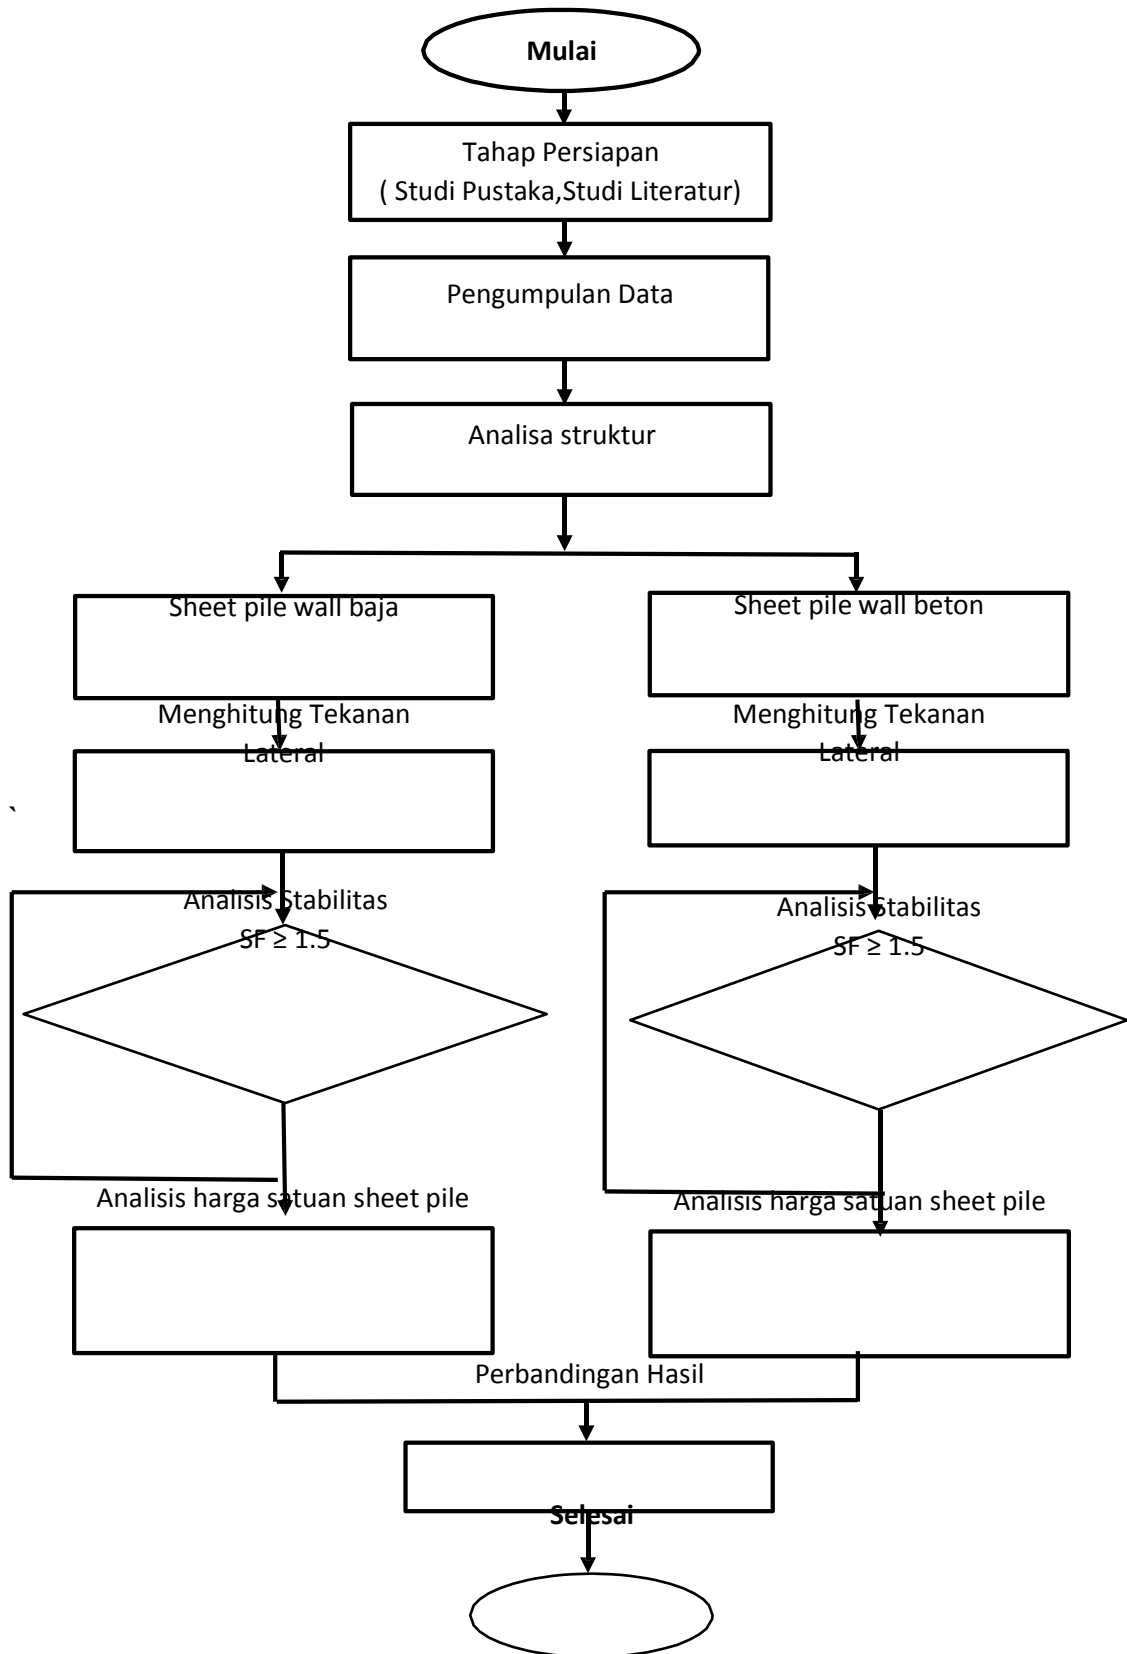 Mulai
Tahap Persiapan
( Studi Pustaka,Studi Literatur)
Pengumpulan Data
Analisa struktur
Sheet pile wall baja
Sheet pile wall beton
Menghitung Tekanan
Lateral
Menghitung Tekanan
Lateral
`
Analisis Stabilitas
SF ≥ 1.5
Analisis Stabilitas
SF ≥ 1.5
Analisis harga satuan sheet pile
Analisis harga satuan sheet pile
Perbandingan Hasil
Selesai